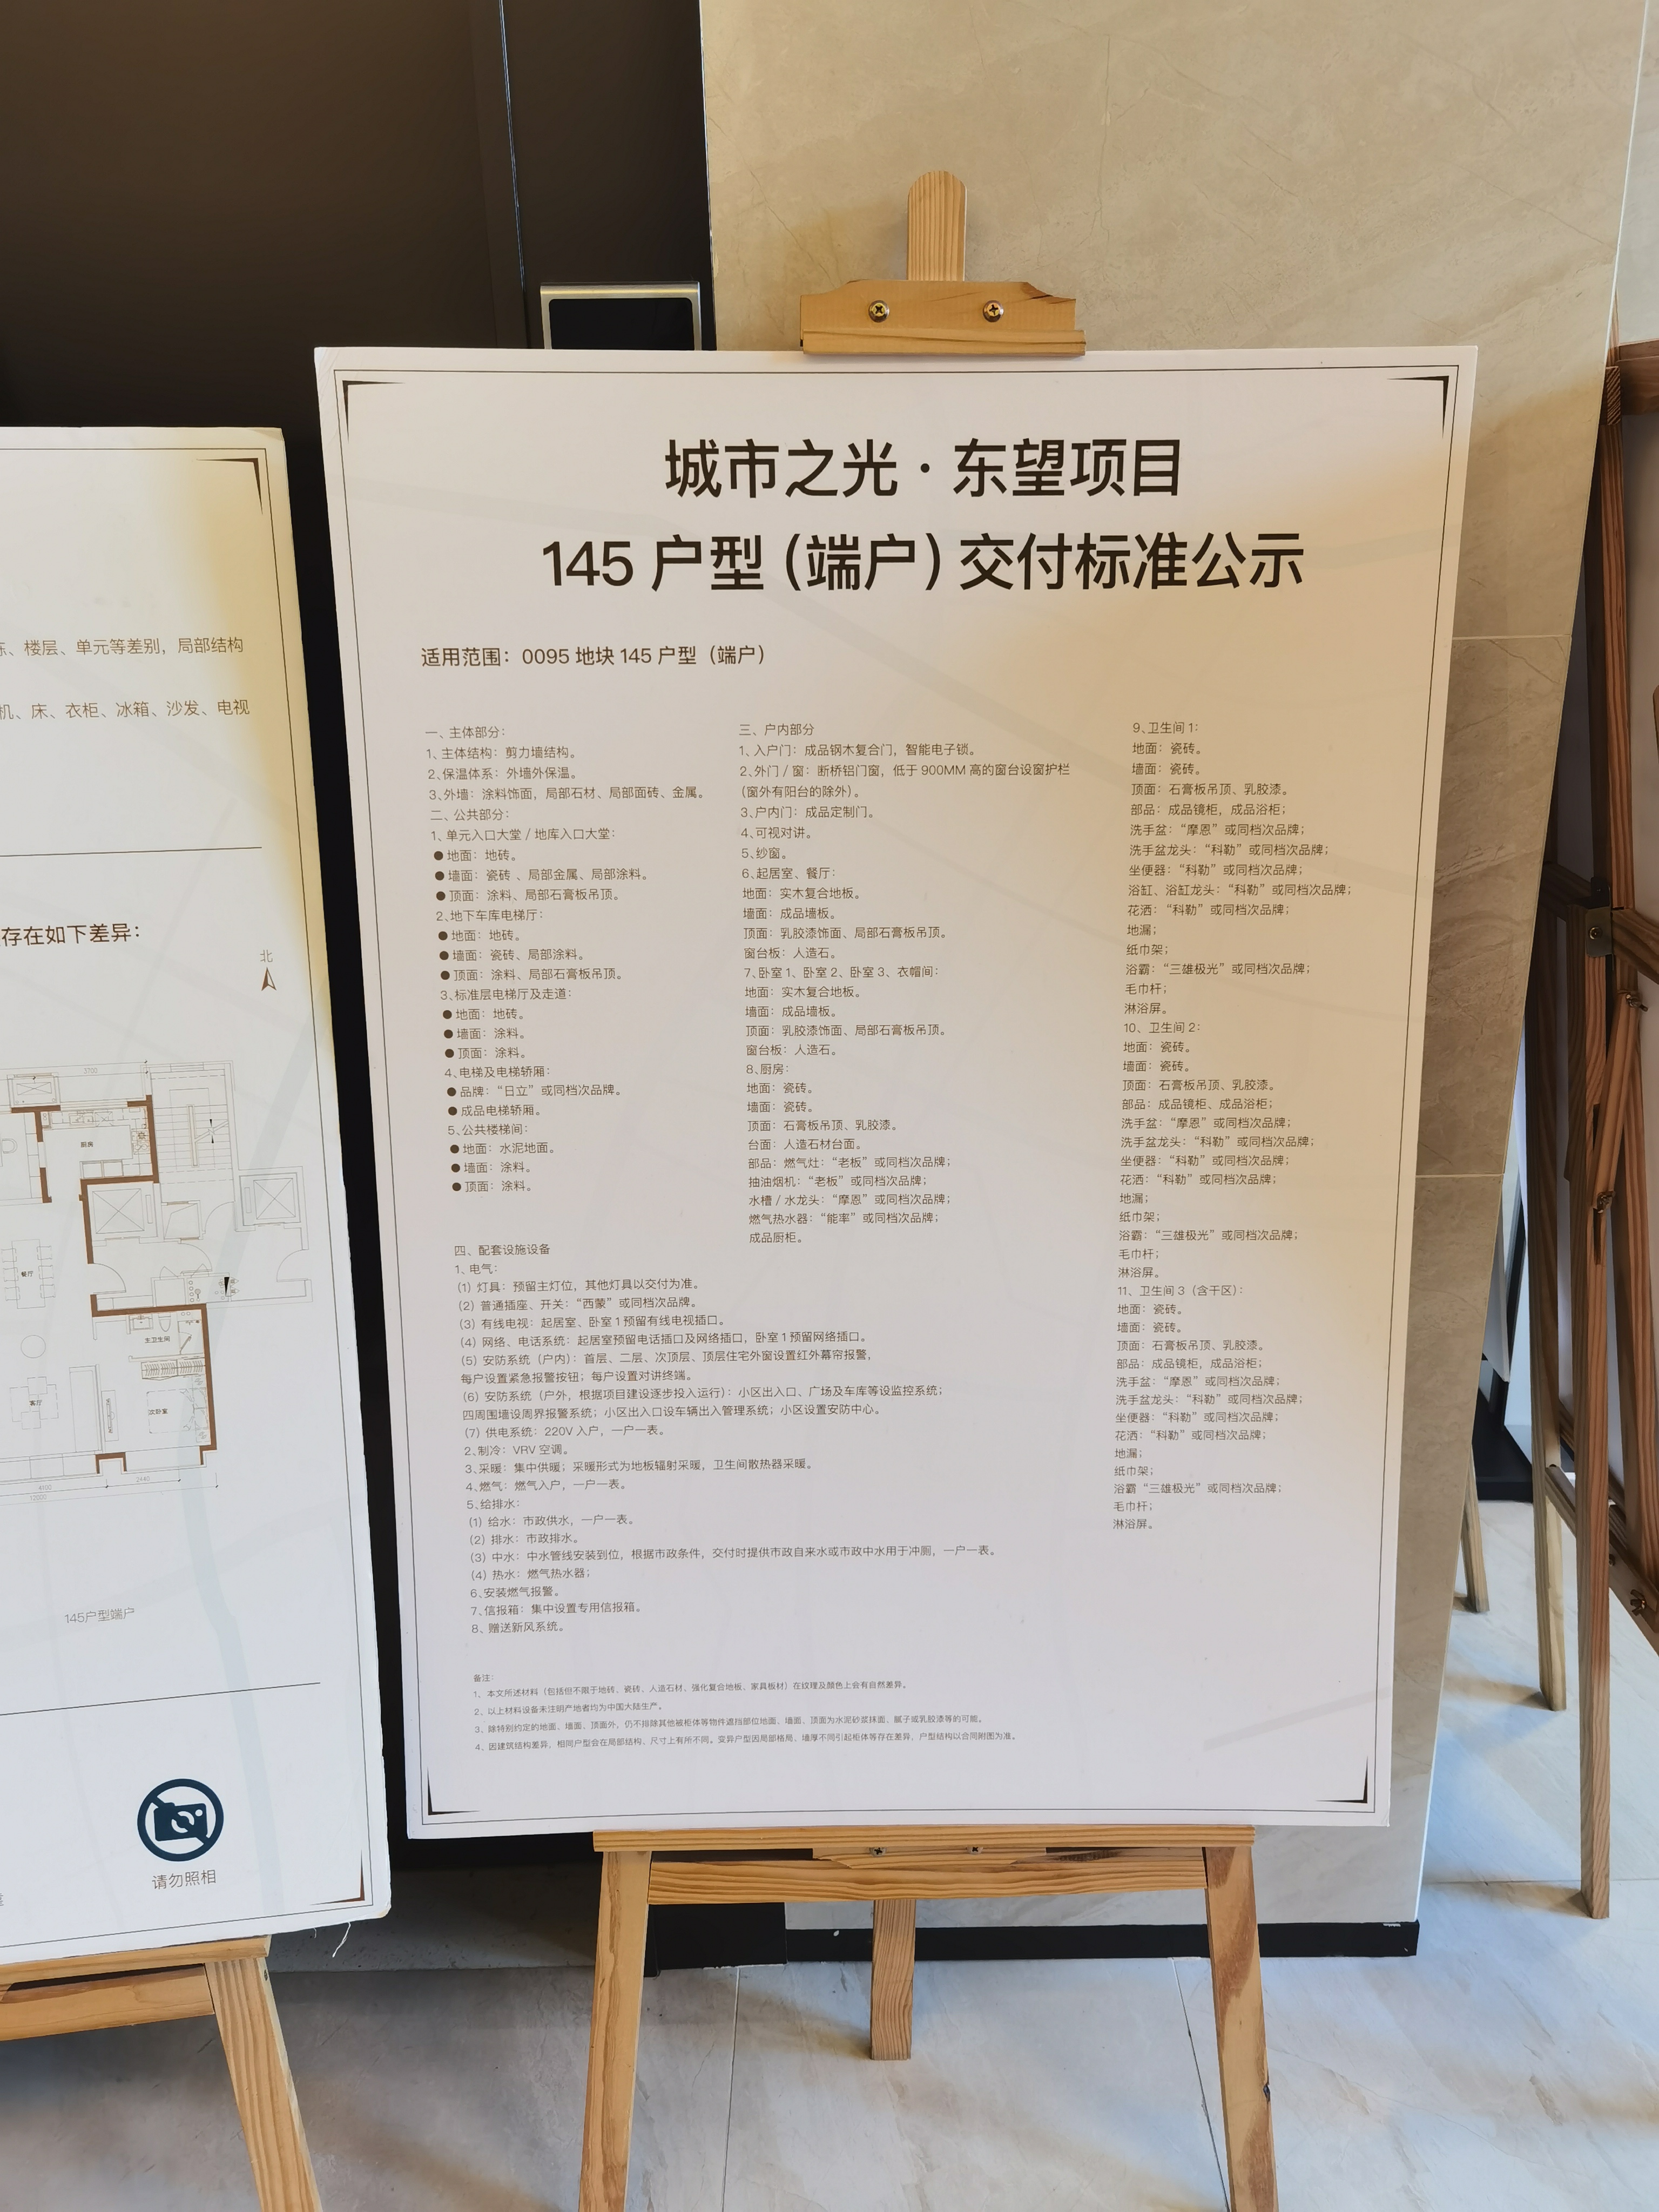 城市之光·东望项目
145 户型（端户）交付标准公示
适用范围：0095 地块 145 户型（端户）
一、主体部分：
1、主体结构：剪力墙结构。
2、保温体系：外墙外保温。
3、外墙：涂料饰面，局部石材、局部面砖、金属。
二、公共部分：
1、单元入口大堂 / 地库入口大堂：
●地面：地砖。
●墙面：瓷砖 、局部金属、局部涂料。
●顶面：涂料、局部石膏板吊顶。
2、地下车库电梯厅：
●地面：地砖。
●墙面：瓷砖、局部涂料。
●顶面：涂料、局部石膏板吊顶。
3、标准层电梯厅及走道：
●地面：地砖。
●墙面：涂料。
●顶面：涂料。
4、电梯及电梯轿厢：
●品牌：“日立”或同档次品牌。
●成品电梯轿厢。
5、公共楼梯间：
●地面：水泥地面。
●墙面：涂料。
●顶面：涂料。
三、户内部分
1、入户门：成品钢木复合门，智能电子锁。
2、外门 / 窗：断桥铝门窗，低于 900MM 高的窗台设窗护栏
（窗外有阳台的除外）。
3、户内门：成品定制门。
4、可视对讲。
5、纱窗。
6、起居室、餐厅：
地面：实木复合地板。
墙面：成品墙板。
顶面：乳胶漆饰面、局部石膏板吊顶。
窗台板：人造石。
7、卧室 1、卧室 2、卧室 3、衣帽间：
地面：实木复合地板。
墙面：成品墙板。
顶面：乳胶漆饰面、局部石膏板吊顶。
窗台板：人造石。
8、厨房：
地面：瓷砖。
墙面：瓷砖。
顶面：石膏板吊顶、乳胶漆。
台面：人造石材台面。
部品：燃气灶：“老板”或同档次品牌；
抽油烟机：“老板”或同档次品牌；
水槽 / 水龙头：“摩恩”或同档次品牌；
燃气热水器：“能率”或同档次品牌；
成品厨柜。
9、卫生间 1：
地面：瓷砖。
墙面：瓷砖。
顶面：石膏板吊顶、乳胶漆。
部品：成品镜柜，成品浴柜；
洗手盆：“摩恩”或同档次品牌；
洗手盆龙头：“科勒”或同档次品牌；
坐便器：“科勒”或同档次品牌；
浴缸、浴缸龙头：“科勒”或同档次品牌；
花洒：“科勒”或同档次品牌；
地漏；
纸巾架；
浴霸：“三雄极光”或同档次品牌；
毛巾杆；
淋浴屏。
10、卫生间 2：
地面：瓷砖。
墙面：瓷砖。
顶面：石膏板吊顶、乳胶漆。
部品：成品镜柜、成品浴柜；
洗手盆：“摩恩”或同档次品牌；
洗手盆龙头：“科勒”或同档次品牌；
坐便器：“科勒”或同档次品牌；
花洒：“科勒”或同档次品牌；
地漏；
纸巾架；
浴霸：“三雄极光”或同档次品牌；
毛巾杆；
淋浴屏。
11、卫生间 3（含干区）：
地面：瓷砖。
墙面：瓷砖。
顶面：石膏板吊顶、乳胶漆。
部品：成品镜柜，成品浴柜；
洗手盆：“摩恩”或同档次品牌；
洗手盆龙头：“科勒”或同档次品牌；
坐便器：“科勒”或同档次品牌；
花洒：“科勒”或同档次品牌；
地漏；
纸巾架；
浴霸“三雄极光”或同档次品牌；
毛巾杆；
淋浴屏。
四、配套设施设备
1、电气：
（1）灯具：预留主灯位，其他灯具以交付为准。
（2）普通插座、开关：“西蒙”或同档次品牌。
（3）有线电视：起居室、卧室 1 预留有线电视插口。
（4）网络、电话系统：起居室预留电话插口及网络插口，卧室 1 预留网络插口。
（5）安防系统（户内）：首层、二层、次顶层、顶层住宅外窗设置红外幕帘报警，
每户设置紧急报警按钮；每户设置对讲终端。
（6）安防系统（户外，根据项目建设逐步投入运行）：小区出入口、广场及车库等设监控系统；
四周围墙设周界报警系统；小区出入口设车辆出入管理系统；小区设置安防中心。
（7）供电系统：220V 入户，一户一表。
2、制冷：VRV 空调。
3、采暖：集中供暖；采暖形式为地板辐射采暖，卫生间散热器采暖。
4、燃气：燃气入户，一户一表。
5、给排水：
（1）给水：市政供水，一户一表。
（2）排水：市政排水。
（3）中水：中水管线安装到位，根据市政条件，交付时提供市政自来水或市政中水用于冲厕，一户一表。
（4）热水：燃气热水器；
6、安装燃气报警。
7、信报箱：集中设置专用信报箱。
8、赠送新风系统。
备注：
1、本文所述材料（包括但不限于地砖、瓷砖、人造石材、强化复合地板、家具板材）在纹理及颜色上会有自然差异。
2、以上材料设备未注明产地者均为中国大陆生产。
3、除特别约定的地面、墙面、顶面外，仍不排除其他被柜体等物件遮挡部位地面、墙面、顶面为水泥砂浆抹面、腻子或乳胶漆等的可能。
4、因建筑结构差异，相同户型会在局部结构、尺寸上有所不同。变异户型因局部格局、墙厚不同引起柜体等存在差异，户型结构以合同附图为准。
、楼层、单元等差别，局部结构
机、床、衣柜、冰箱、沙发、电视
存在如下差异：
北
厨房
餐厅
主卫生间
客厅
次卧室
145户型端户
请勿照相